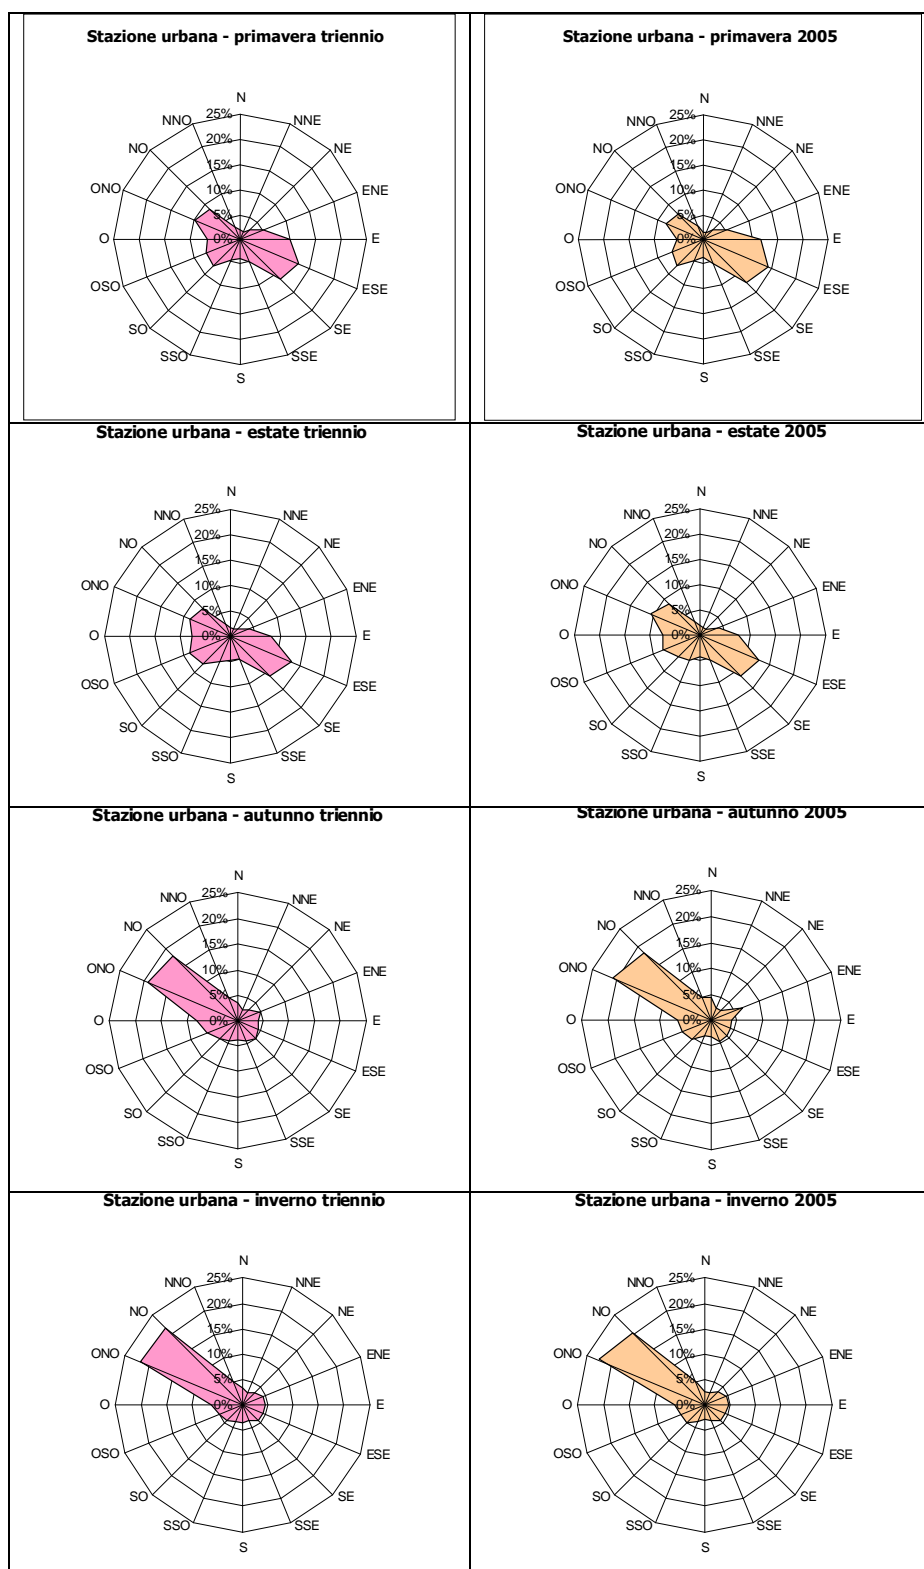 Stazione urbana - primavera triennio
N
NNE
NE
ENE
E
ESE
SE
SSE
S
SSO
SO
OSO
O
ONO
NO
NNO
25%
20%
15%
10%
5%
0%
Stazione urbana - primavera 2005
N
NNE
NE
ENE
E
ESE
SE
SSE
S
SSO
SO
OSO
O
ONO
NO
NNO
25%
20%
15%
10%
5%
0%
Stazione urbana - estate triennio
N
NNE
NE
ENE
E
ESE
SE
SSE
S
SSO
SO
OSO
O
ONO
NO
NNO
25%
20%
15%
10%
5%
0%
Stazione urbana - estate 2005
N
NNE
NE
ENE
E
ESE
SE
SSE
S
SSO
SO
OSO
O
ONO
NO
NNO
25%
20%
15%
10%
5%
0%
Stazione urbana - autunno triennio
N
NNE
NE
ENE
E
ESE
SE
SSE
S
SSO
SO
OSO
O
ONO
NO
NNO
25%
20%
15%
10%
5%
0%
Stazione urbana - autunno 2005
N
NNE
NE
ENE
E
ESE
SE
SSE
S
SSO
SO
OSO
O
ONO
NO
NNO
25%
20%
15%
10%
5%
0%
Stazione urbana - inverno triennio
N
NNE
NE
ENE
E
ESE
SE
SSE
S
SSO
SO
OSO
O
ONO
NO
NNO
25%
20%
15%
10%
5%
0%
Stazione urbana - inverno 2005
N
NNE
NE
ENE
E
ESE
SE
SSE
S
SSO
SO
OSO
O
ONO
NO
NNO
25%
20%
15%
10%
5%
0%